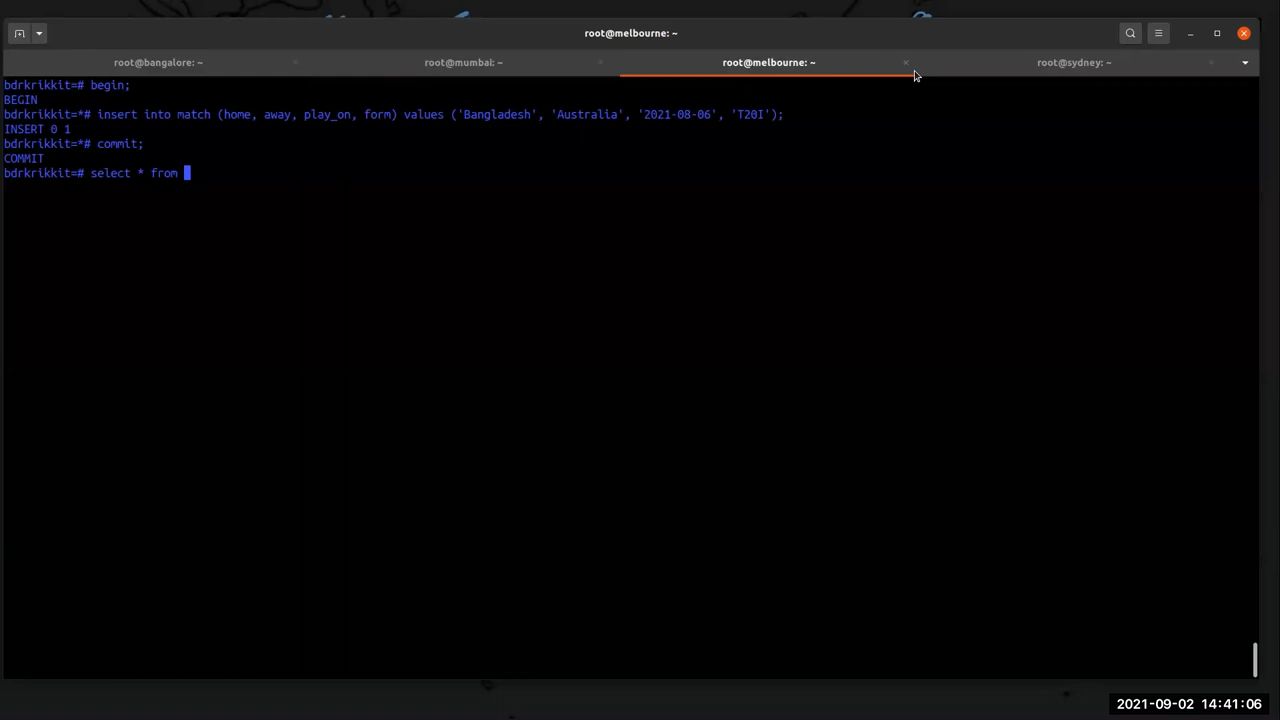 root@melbourne: ~
root@bangalore: ~
root@mumbai: ~
root@melbourne: ~
root@sydney: ~
bdrkrikkit=# begin;
BEGIN
bdrkrikkit=*# insert into match (home, away, play_on, form) values ('Bangladesh', 'Australia', '2021-08-06', 'T20I');
INSERT 0 1
bdrkrikkit=*# commit;
COMMIT
bdrkrikkit=# select * from
2021-09-02 14:41:06